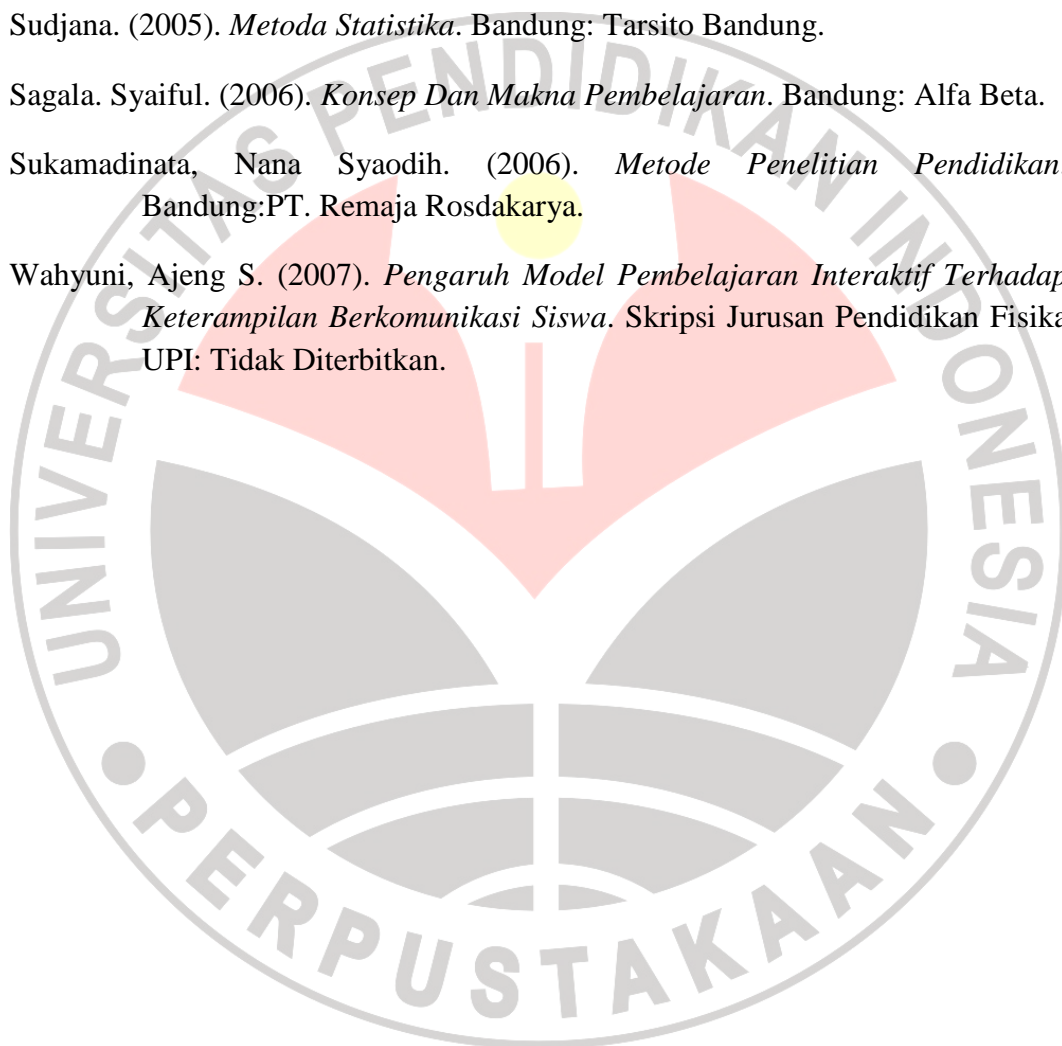 Sudjana. (2005). Metoda Statistika. Bandung: Tarsito Bandung.
Sagala. Syaiful. (2006). Konsep Dan Makna Pembelajaran. Bandung: Alfa Beta.
Sukamadinata, Nana Syaodih. (2006). Metode Penelitian Pendidikan.
Bandung:PT. Remaja Rosdakarya.
Wahyuni, Ajeng S. (2007). Pengaruh Model Pembelajaran Interaktif Terhadap
Keterampilan Berkomunikasi Siswa. Skripsi Jurusan Pendidikan Fisika
UPI: Tidak Diterbitkan.
UNIVERSITAS PENDIDIKAN INDONESIA
PERPUSTAKAAN